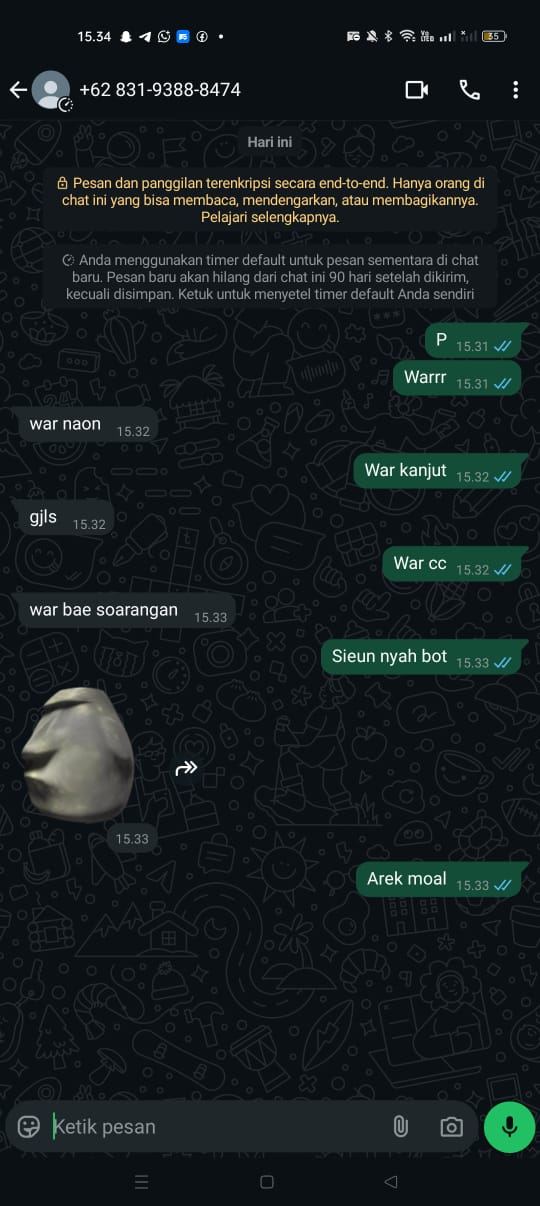 15.34
35
+62 831-9388-8474
Hari ini
Pesan dan panggilan terenkripsi secara end-to-end. Hanya orang di
chat ini yang bisa membaca, mendengarkan, atau membagikannya.
Pelajari selengkapnya.
Anda menggunakan timer default untuk pesan sementara di chat
baru. Pesan baru akan hilang dari chat ini 90 hari setelah dikirim,
kecuali disimpan. Ketuk untuk menyetel timer default Anda sendiri
P 15.31
Warrr 15.31
war naon 15.32
War kanjut 15.32
gjls 15.32
War cc 15.32
war bae soarangan 15.33
Sieun nyah bot 15.33
15.33
Arek moal 15.33
Ketik pesan